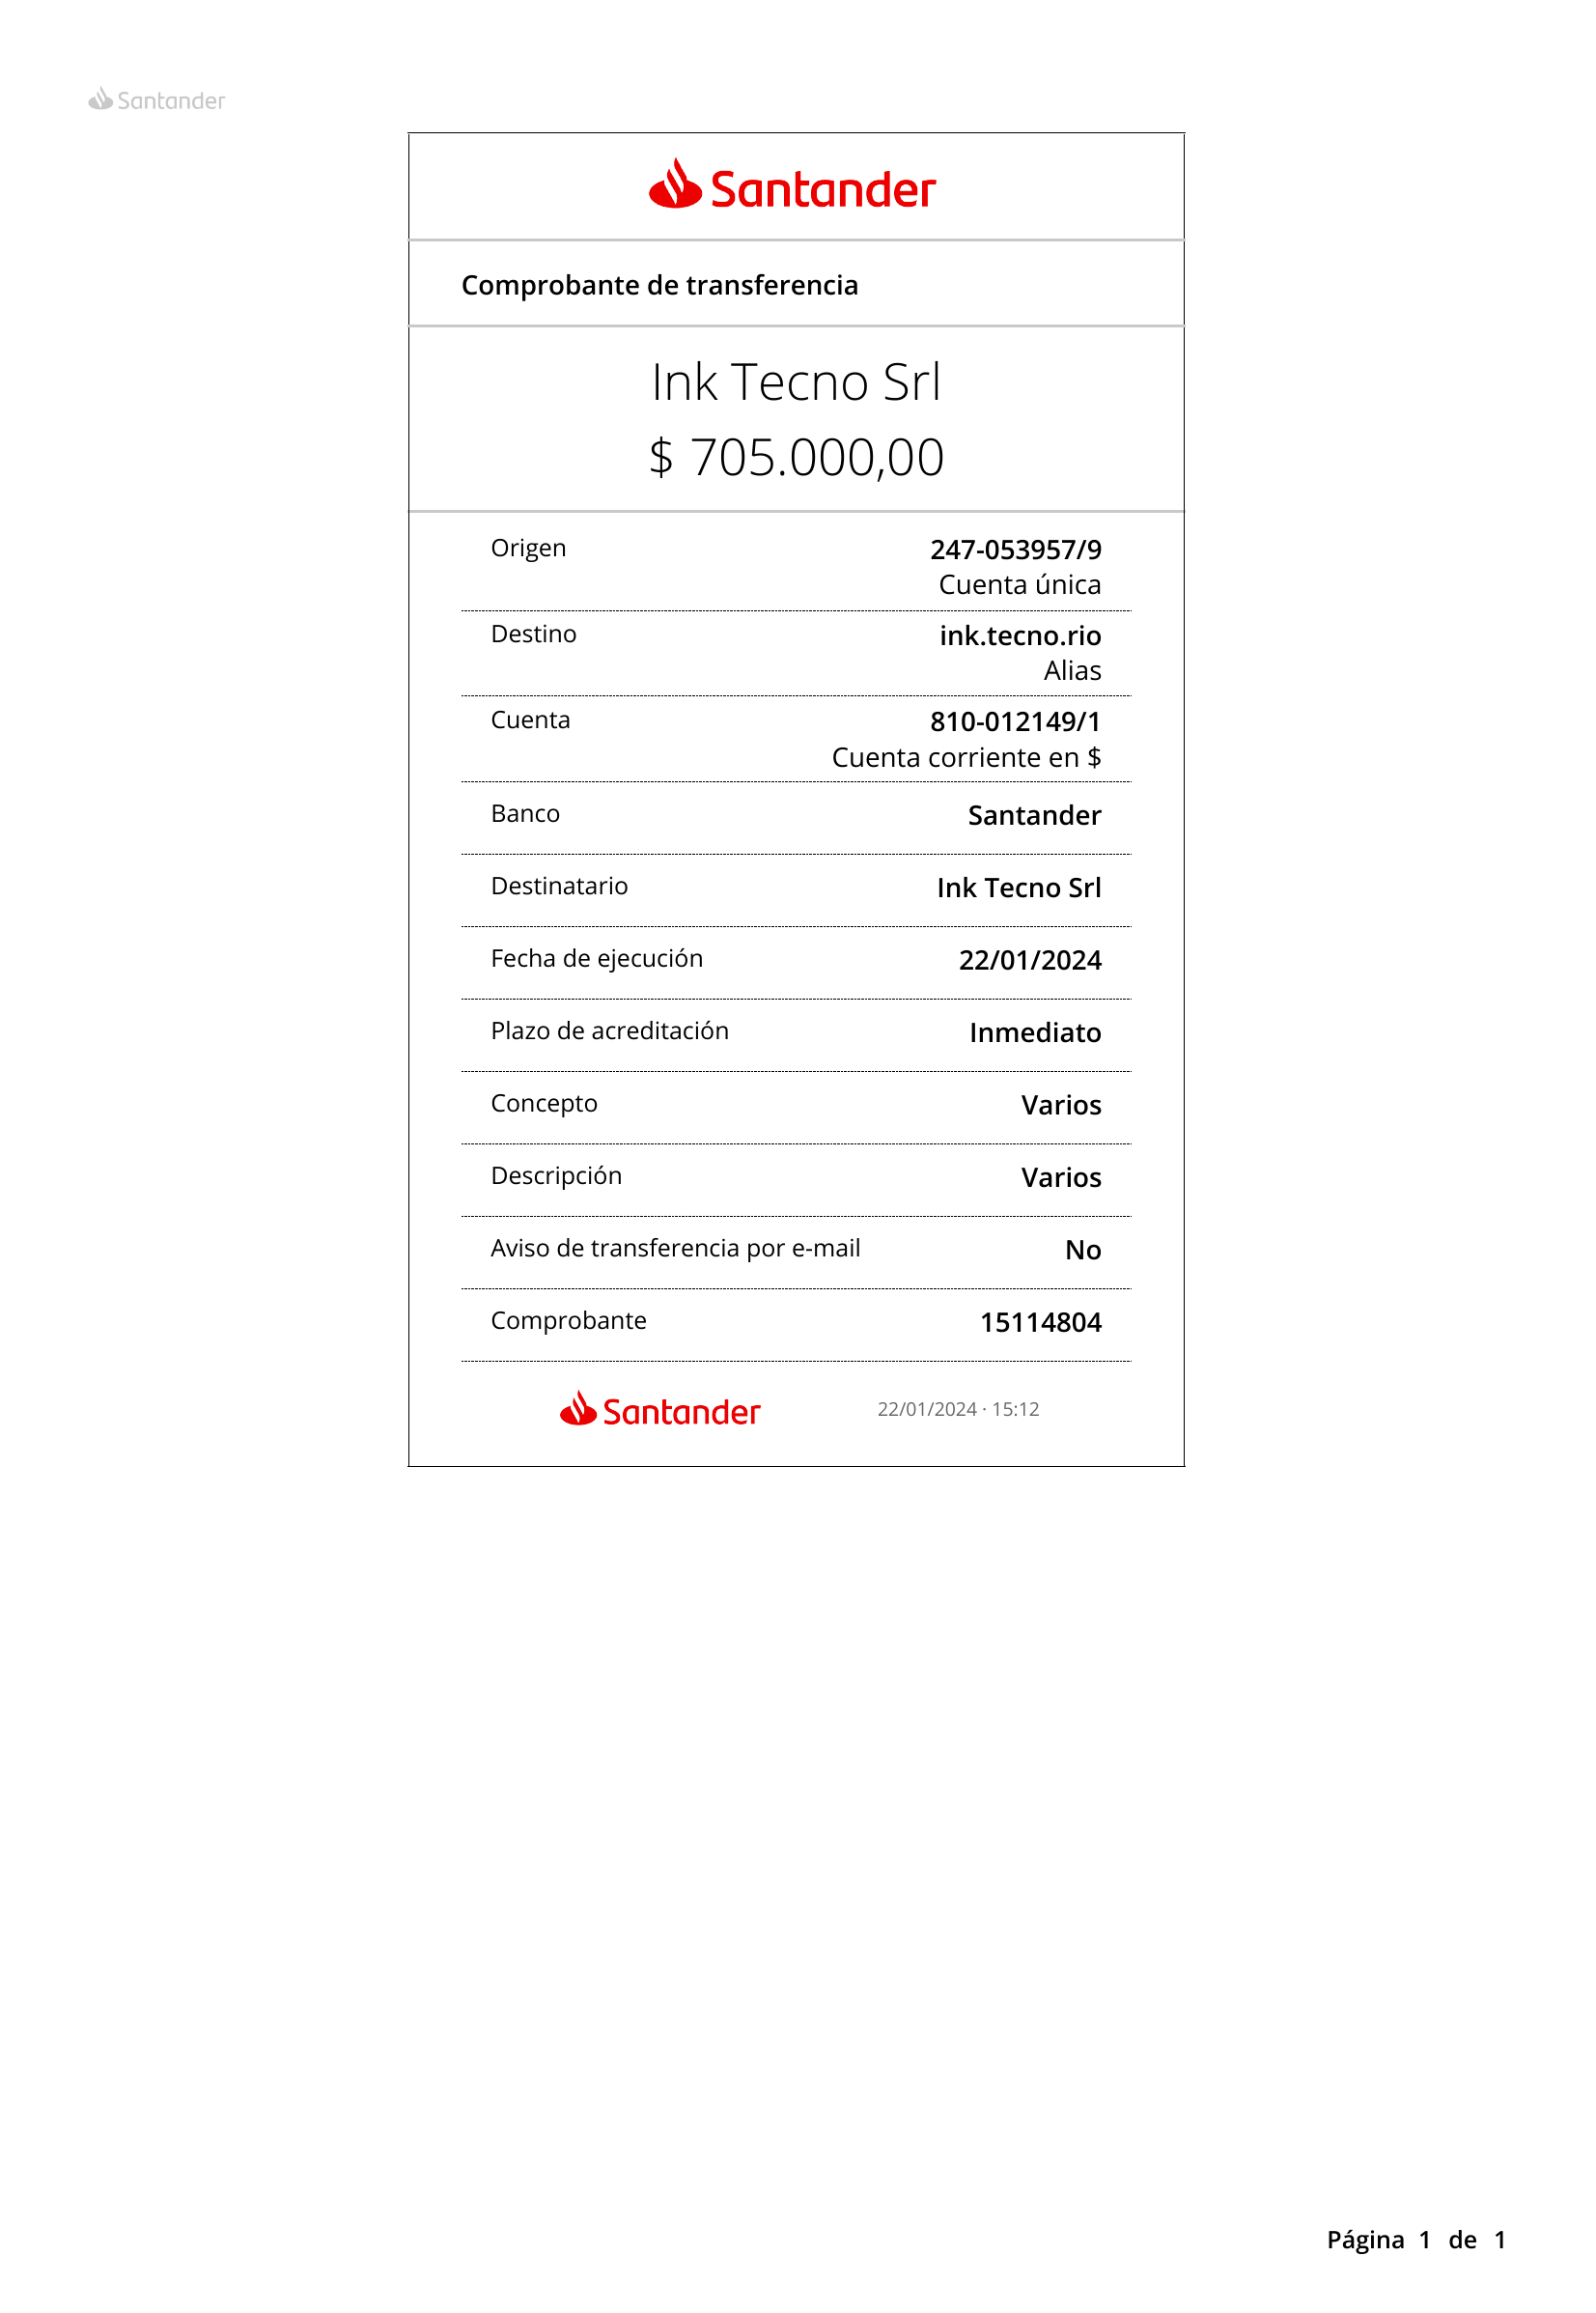 Santander
Santander
Comprobante de transferencia
Ink Tecno Srl
$ 705.000,00
Origen 247-053957/9
Cuenta única
Destino ink.tecno.rio
Alias
Cuenta 810-012149/1
Cuenta corriente en $
Banco Santander
Destinatario Ink Tecno Srl
Fecha de ejecución 22/01/2024
Plazo de acreditación Inmediato
Concepto Varios
Descripción Varios
Aviso de transferencia por e-mail No
Comprobante 15114804
Santander 22/01/2024 · 15:12
Página 1 de 1